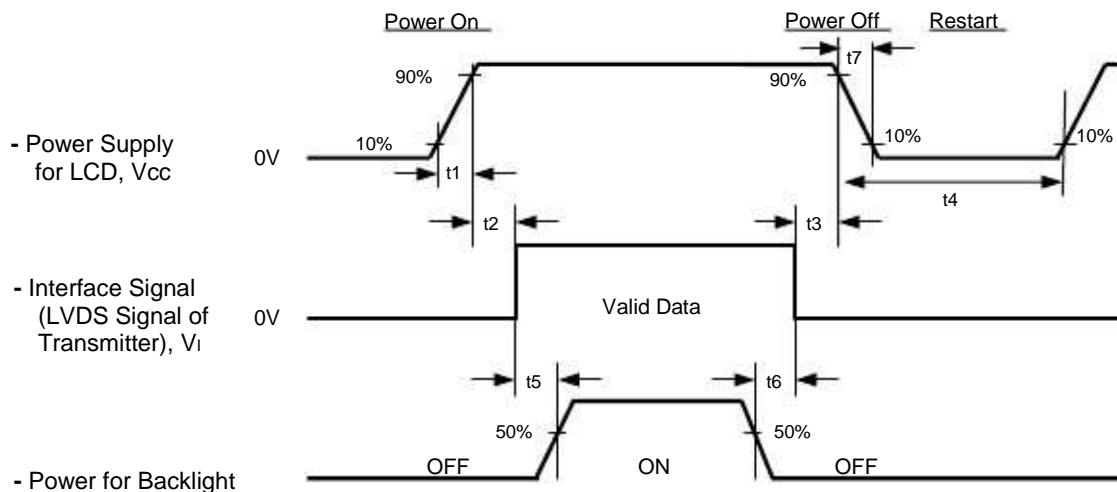 Power On
Power Off
Restart
t7
90%
90%
10%
10%
10%
- Power Supply
for LCD, Vcc
0V
t1
t4
t2
t3
- Interface Signal
(LVDS Signal of
Transmitter), VI
0V
Valid Data
t5
t6
50%
50%
OFF
ON
OFF
- Power for Backlight